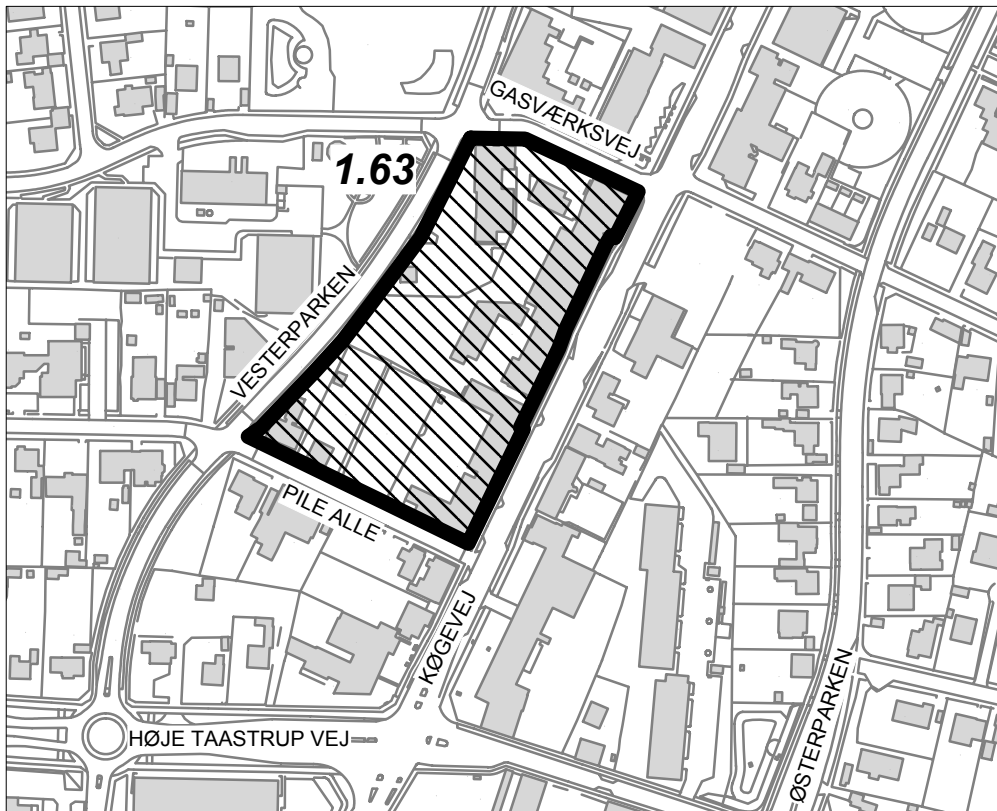 GASVÆRKSVEJ
1.63
VESTERPARKEN
PILE ALLE
KØGEVEJ
HØJE TAASTRUP VEJ
ØSTERPARKEN